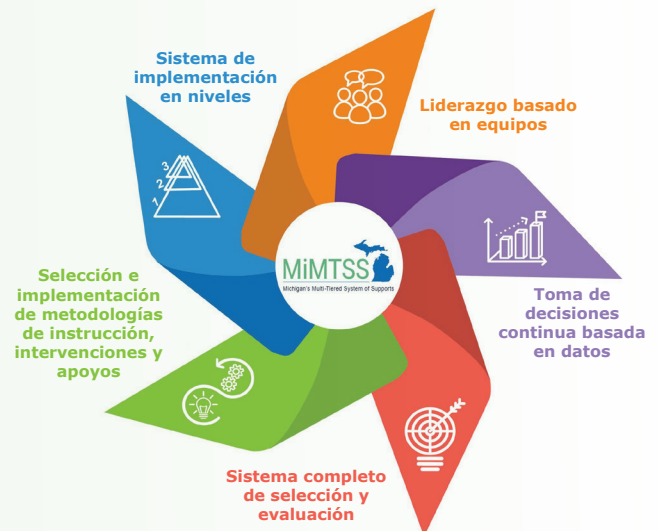 Sistema de
implementación
en niveles
Liderazgo basado
en equipos
3
2
1
MiMTSS
Michigan's Multi-Tiered System of Supports
Selección e
implementación
de metodologías
de instrucción,
intervenciones y
apoyos
Toma de
decisiones
continua basada
en datos
Sistema completo
de selección y
evaluación